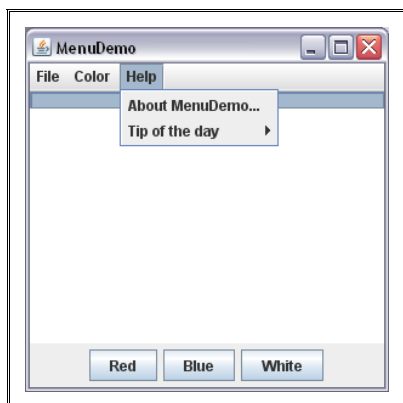 MenuDemo
File Color Help
About MenuDemo...
Tip of the day
Red Blue White